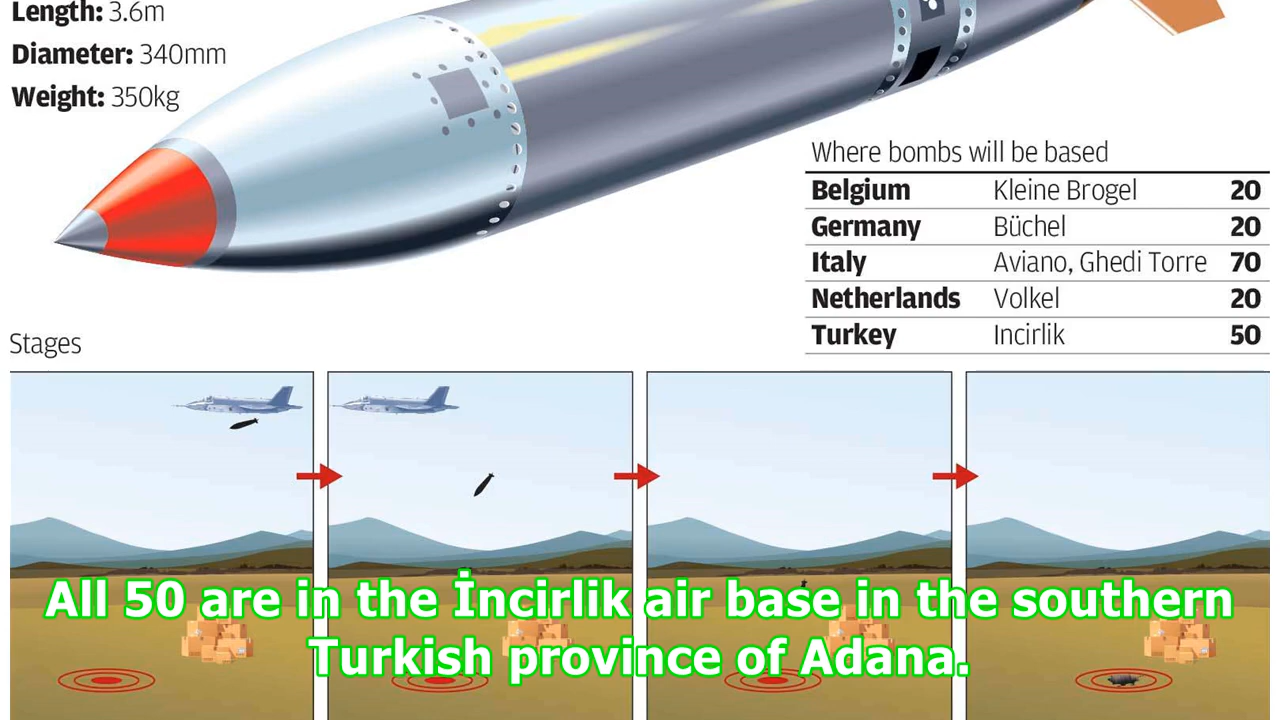 Length: 3.6m
Diameter: 340mm
Weight: 350kg
Where bombs will be based
Belgium Kleine Brogel 20
Germany Büchel 20
Italy Aviano, Ghedi Torre 70
Netherlands Volkel 20
Turkey Incirlik 50
Stages
All 50 are in the İncirlik air base in the southern
Turkish province of Adana.